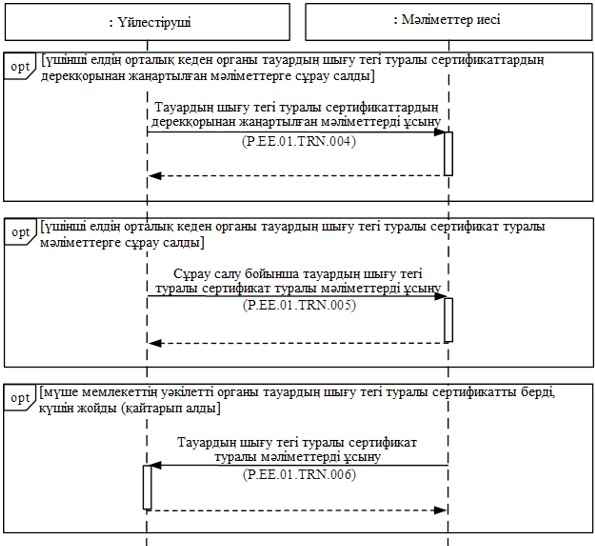 : Үйлестіруші
: Мәліметтер иесі
opt
[үшінші елдің орталық кеден органы тауардың шығу тегі туралы сертификаттардың
дерекқорынан жаңартылған мәліметтерге сұрау салды]
Тауардың шығу тегі туралы сертификаттардың
дерекқорынан жаңартылған мәліметтерді ұсыну
(P.EE.01.TRN.004)
opt
[үшінші елдің орталық кеден органы тауардың шығу тегі туралы сертификат туралы
мәліметтерге сұрау салды]
Сұрау салу бойынша тауардың шығу тегі
туралы сертификат туралы мәліметтерді ұсыну
(P.EE.01.TRN.005)
opt
[мүше мемлекеттің уәкілетті органы тауардың шығу тегі туралы сертификатты берді,
күшін жойды (қайтарып алды]
Тауардың шығу тегі туралы сертификат
туралы мәліметтерді ұсыну
(P.EE.01.TRN.006)